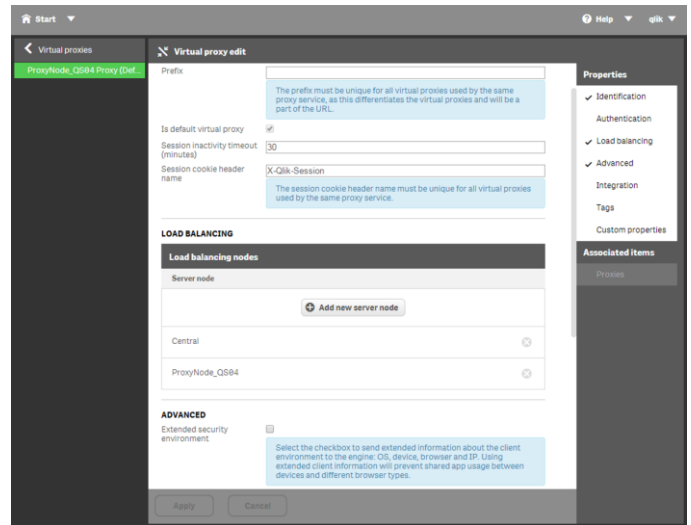 Start
Help
qlik
Virtual proxies
Virtual proxy edit
ProxyNode_QS04 Proxy (Def...
Prefix
The prefix must be unique for all virtual proxies used by the same
proxy service, as this differentiates the virtual proxies and will be a
part of the URL.
Is default virtual proxy
Session inactivity timeout
(minutes)
30
Session cookie header
name
X-Qlik-Session
The session cookie header name must be unique for all virtual proxies
used by the same proxy service.
LOAD BALANCING
Load balancing nodes
Server node
Add new server node
Central
ProxyNode_QS04
ADVANCED
Extended security
environment
Select the checkbox to send extended information about the client
environment to the engine: OS, device, browser and IP. Using
extended client information will prevent shared app usage between
devices and different browser types.
Apply
Cancel
Properties
Identification
Authentication
Load balancing
Advanced
Integration
Tags
Custom properties
Associated items
Proxies